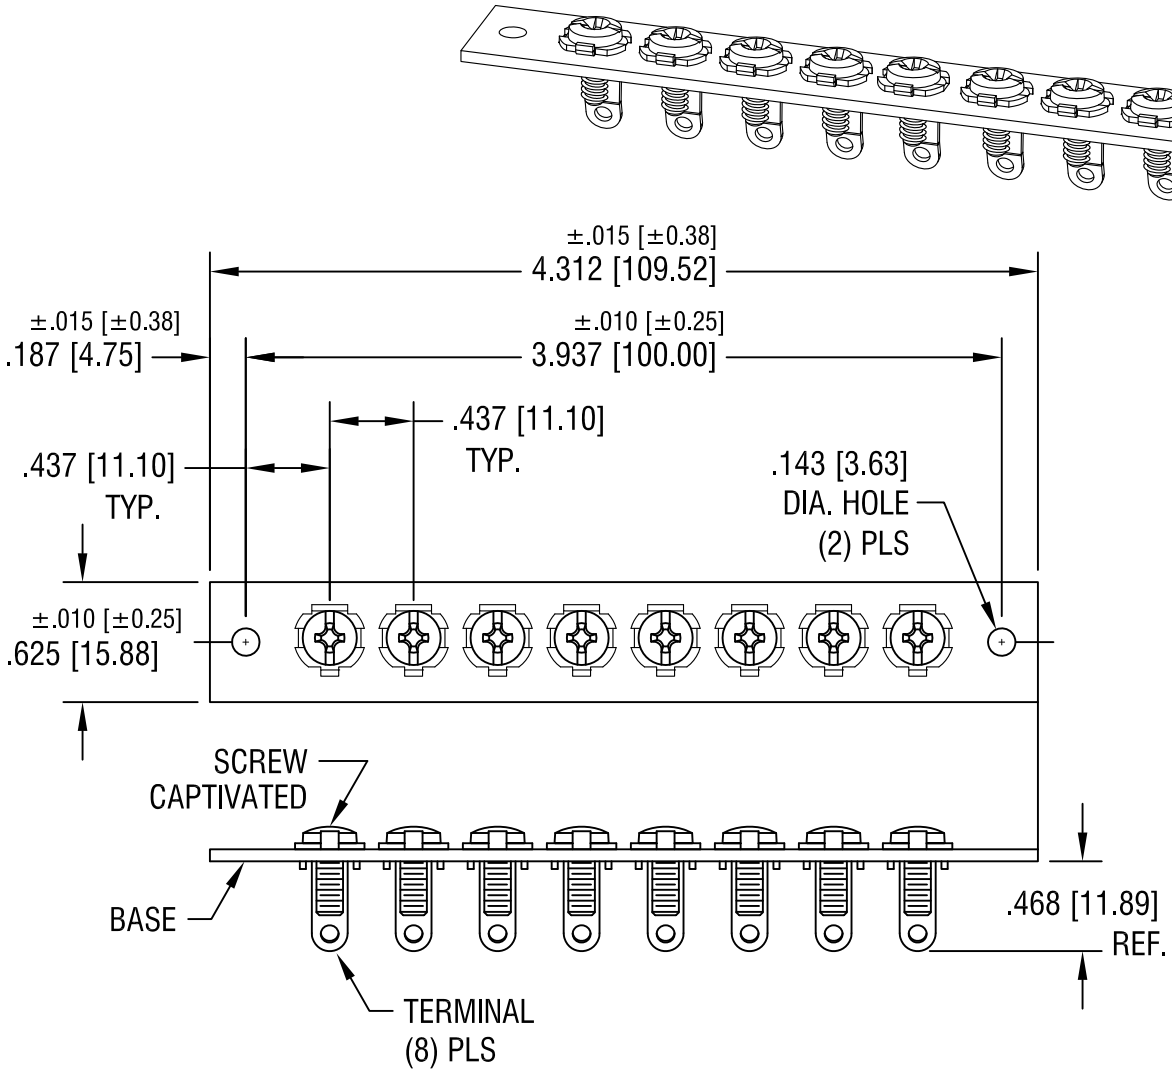 ±.015 [±0.38]
4.312 [109.52]
±.015 [±0.38]
.187 [4.75]
±.010 [±0.25]
3.937 [100.00]
.437 [11.10]
TYP.
.437 [11.10]
TYP.
.143 [3.63]
DIA. HOLE
(2) PLS
±.010 [±0.25]
.625 [15.88]
SCREW
CAPTIVATED
BASE
.468 [11.89]
REF.
TERMINAL
(8) PLS